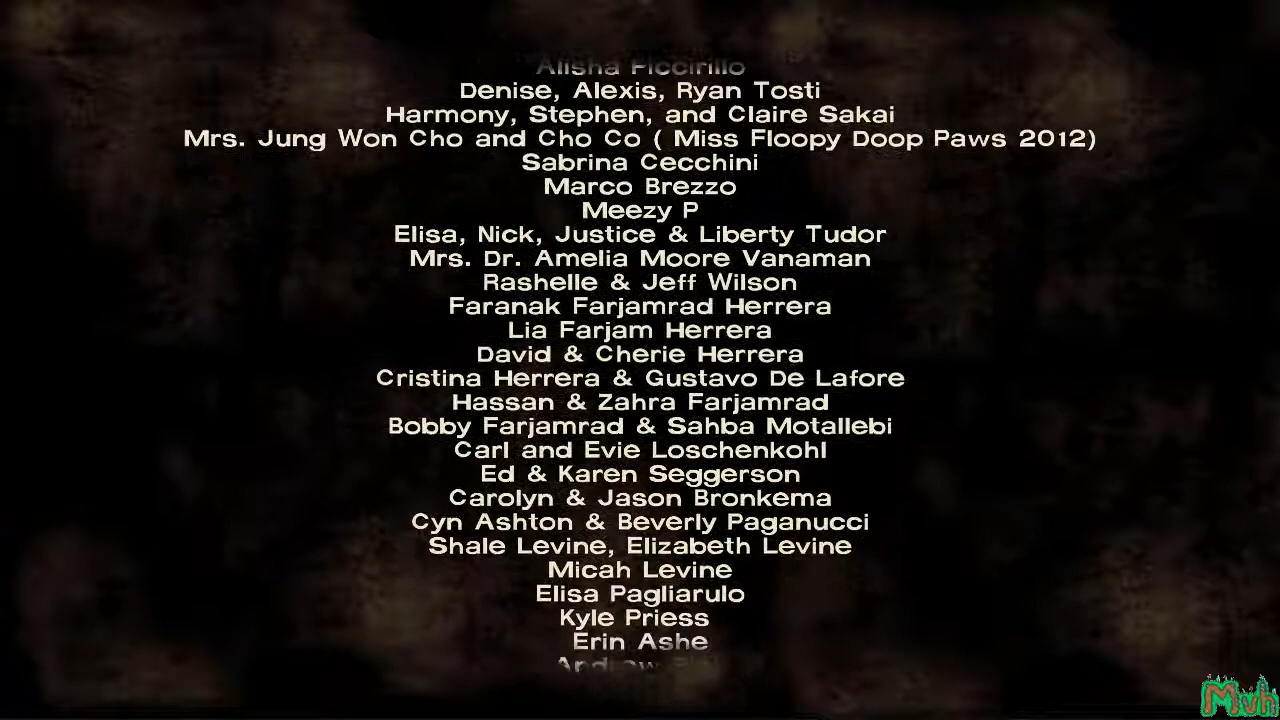 Alisha Piccirillo
Denise, Alexis, Ryan Tosti
Harmony, Stephen, and Claire Sakai
Mrs. Jung Won Cho and Cho Co ( Miss Floopy Doop Paws 2012)
Sabrina Cecchini
Marco Brezzo
Meezy P
Elisa, Nick, Justice & Liberty Tudor
Mrs. Dr. Amelia Moore Vanaman
Rashelle & Jeff Wilson
Faranak Farjamrad Herrera
Lia Farjam Herrera
David & Cherie Herrera
Cristina Herrera & Gustavo De Lafore
Hassan & Zahra Farjamrad
Bobby Farjamrad & Sahba Motallebi
Carl and Evie Loschenkohl
Ed & Karen Seggerson
Carolyn & Jason Bronkema
Cyn Ashton & Beverly Paganucci
Shale Levine, Elizabeth Levine
Micah Levine
Elisa Pagliarulo
Kyle Priess
Erin Ashe
Andrew
Mvh